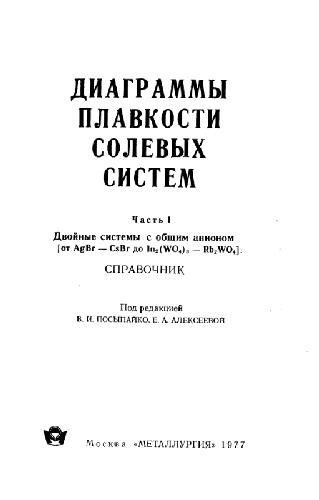 ДИАГРАММЫ
ПЛАВКОСТИ
СОЛЕВЫХ
СИСТЕМ
Часть I
Двойные системы с общим анионом
[от AgBr — CsBr до In₂(WO₄)₃ — Rb₂WO₄].
СПРАВОЧНИК
Под редакцией
В. И. ПОСЫПАЙКО, Е. А. АЛЕКСЕЕВОЙ
Москва «МЕТАЛЛУРГИЯ» 1977